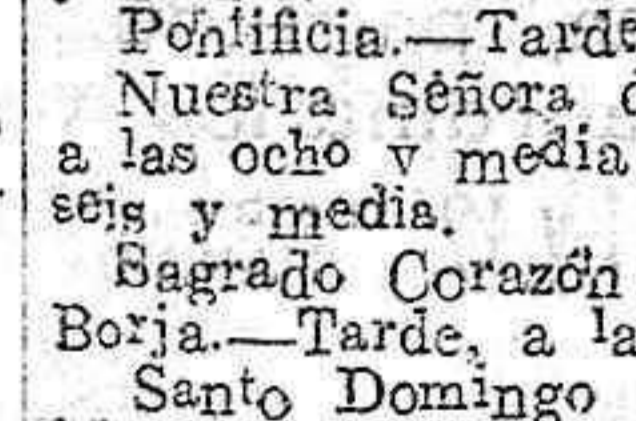 Pontificia.—Tarde
Nuestra Señora
a las ocho y media
seis y media.
Sagrado Corazón
Borja.—Tarde, a la
Santo Domingo